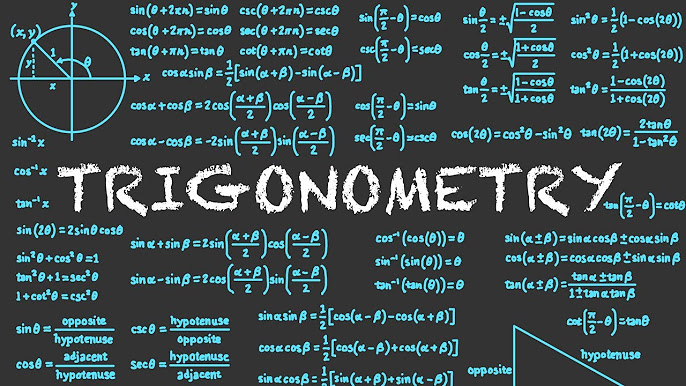 y
(x, y)
1
y
θ
x
x
sin(θ+2πn)=sinθ
cos(θ+2πn)=cosθ
tan(θ+πn)=tanθ
csc(θ+2πn)=cscθ
sec(θ+2πn)=secθ
cot(θ+πn)=cotθ
cosα sinβ = 1/2 [sin(α+β)-sin(α-β)]
cosα+cosβ = 2cos((α+β)/2)cos((α-β)/2)
cosα-cosβ = -2sin((α+β)/2)sin((α-β)/2)
sin(π/2-θ)=cosθ
csc(π/2-θ)=secθ
cos(π/2-θ)=sinθ
sec(π/2-θ)=cscθ
sin θ/2 = ±√((1-cosθ)/2)
cos θ/2 = ±√((1+cosθ)/2)
tan θ/2 = ±√((1-cosθ)/(1+cosθ))
sin²θ = 1/2(1-cos(2θ))
cos²θ = 1/2(1+cos(2θ))
tan²θ = (1-cos(2θ))/(1+cos(2θ))
cos(2θ)=cos²θ-sin²θ
tan(2θ) = 2tanθ/(1-tan²θ)
sin⁻¹x
cos⁻¹x
tan⁻¹x
TRIGONOMETRY
tan(π/2-θ)=cotθ
sin(2θ)=2sinθ cosθ
sin²θ+cos²θ=1
tan²θ+1=sec²θ
1+cot²θ=csc²θ
sinα+sinβ = 2sin((α+β)/2)cos((α-β)/2)
sinα-sinβ = 2cos((α+β)/2)sin((α-β)/2)
cos⁻¹(cos(θ))=θ
sin⁻¹(sin(θ))=θ
tan⁻¹(tan(θ))=θ
sin(α±β)=sinα cosβ±cosα sinβ
cos(α±β)=cosα cosβ±sinα sinβ
tan(α±β) = (tanα±tanβ)/(1±tanα tanβ)
cot(π/2-θ)=tanθ
sinθ = opposite/hypotenuse
cosθ = adjacent/hypotenuse
cscθ = hypotenuse/opposite
secθ = hypotenuse/adjacent
sinα sinβ = 1/2[cos(α-β)-cos(α+β)]
cosα cosβ = 1/2[cos(α-β)+cos(α+β)]
sinα cosβ = 1/2[sin(α+β)+sin(α-β)]
opposite
hypotenuse